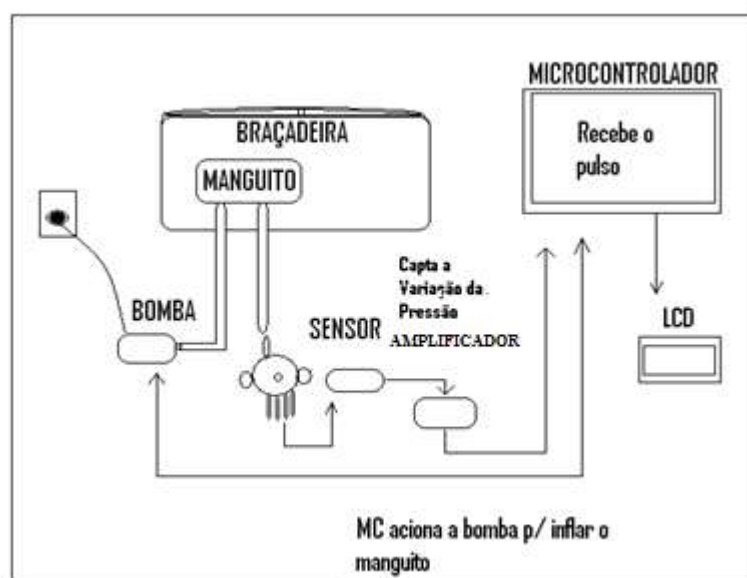 MICROCONTROLADOR
BRAÇADEIRA
Recebe o
pulso
MANGUITO
Capta a
Variação da
Pressão
BOMBA
SENSOR
AMPLIFICADOR
LCD
MC aciona a bomba p/ inflar o
manguito